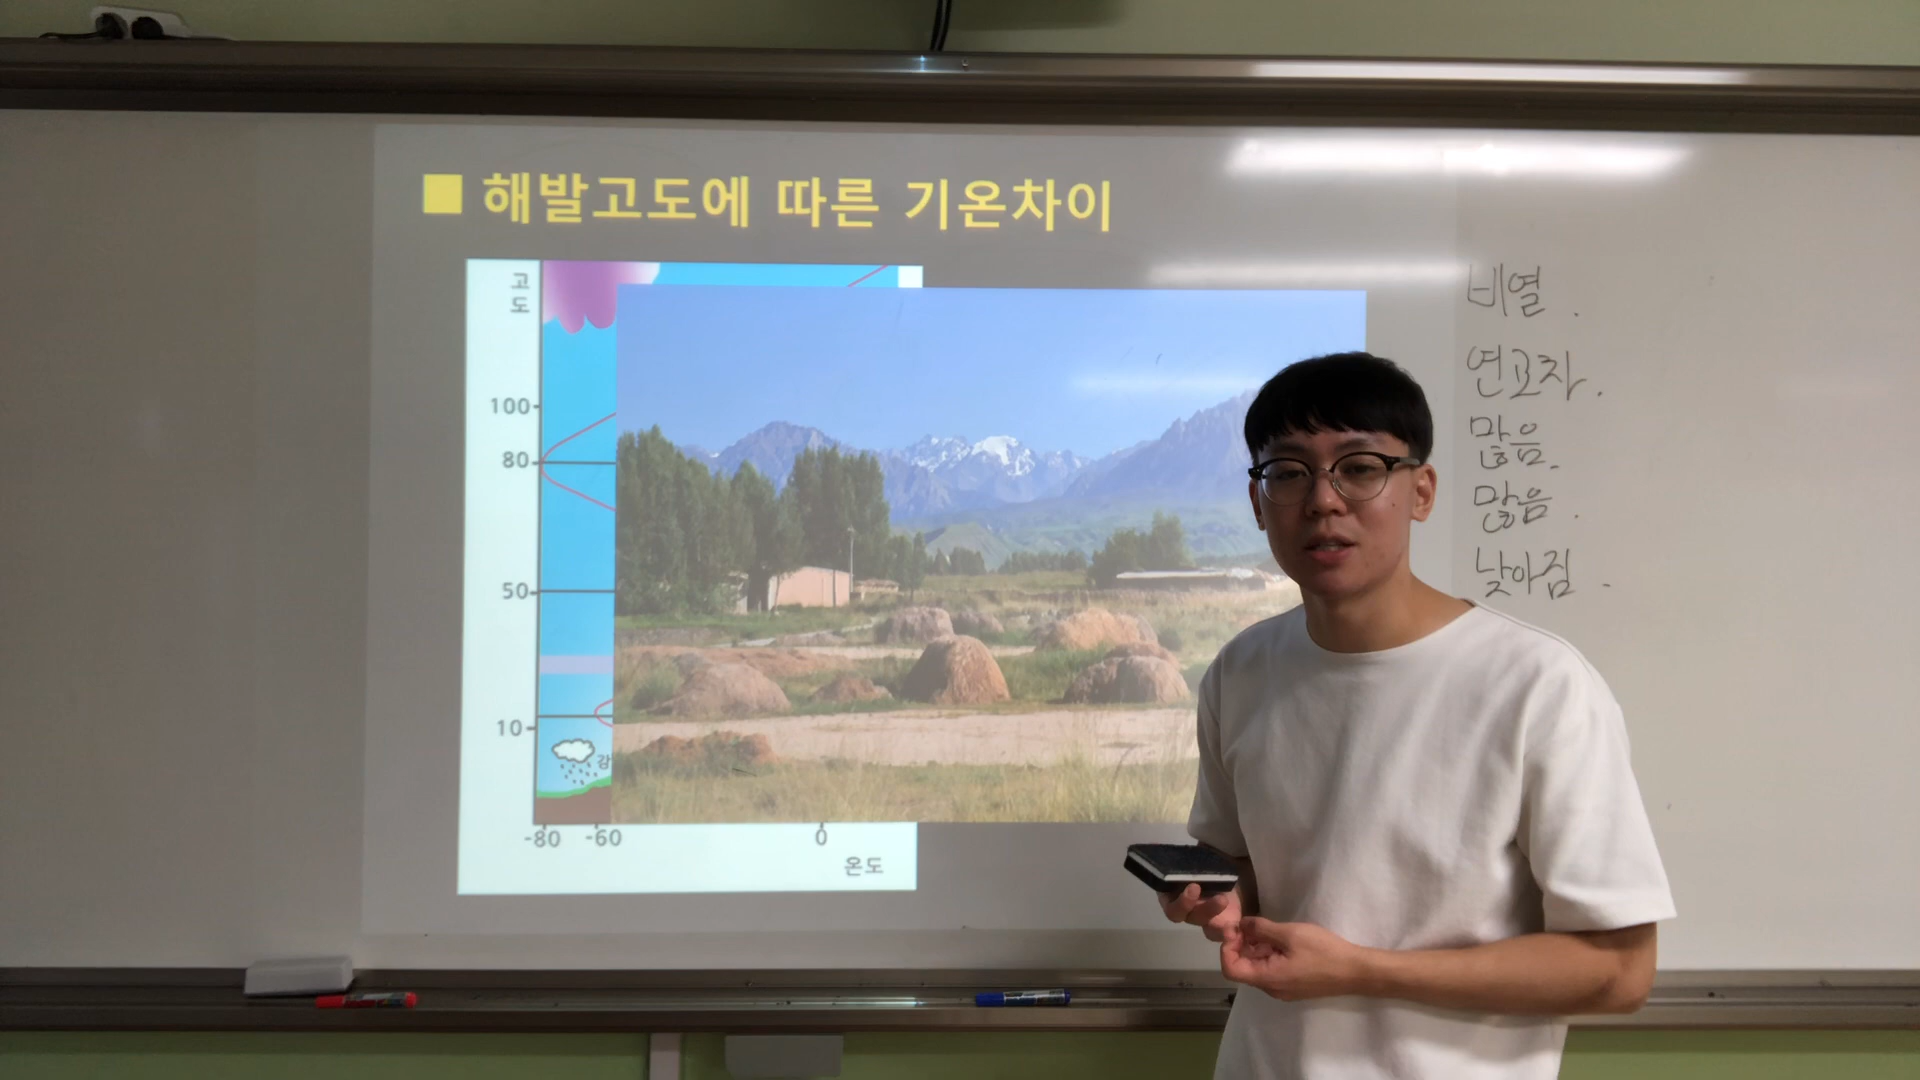 ■ 해발고도에 따른 기온차이
고
도
100
80
50
10
강
-80 -60 0
온도
비열.
연교차.
많음.
많음.
낮아짐.